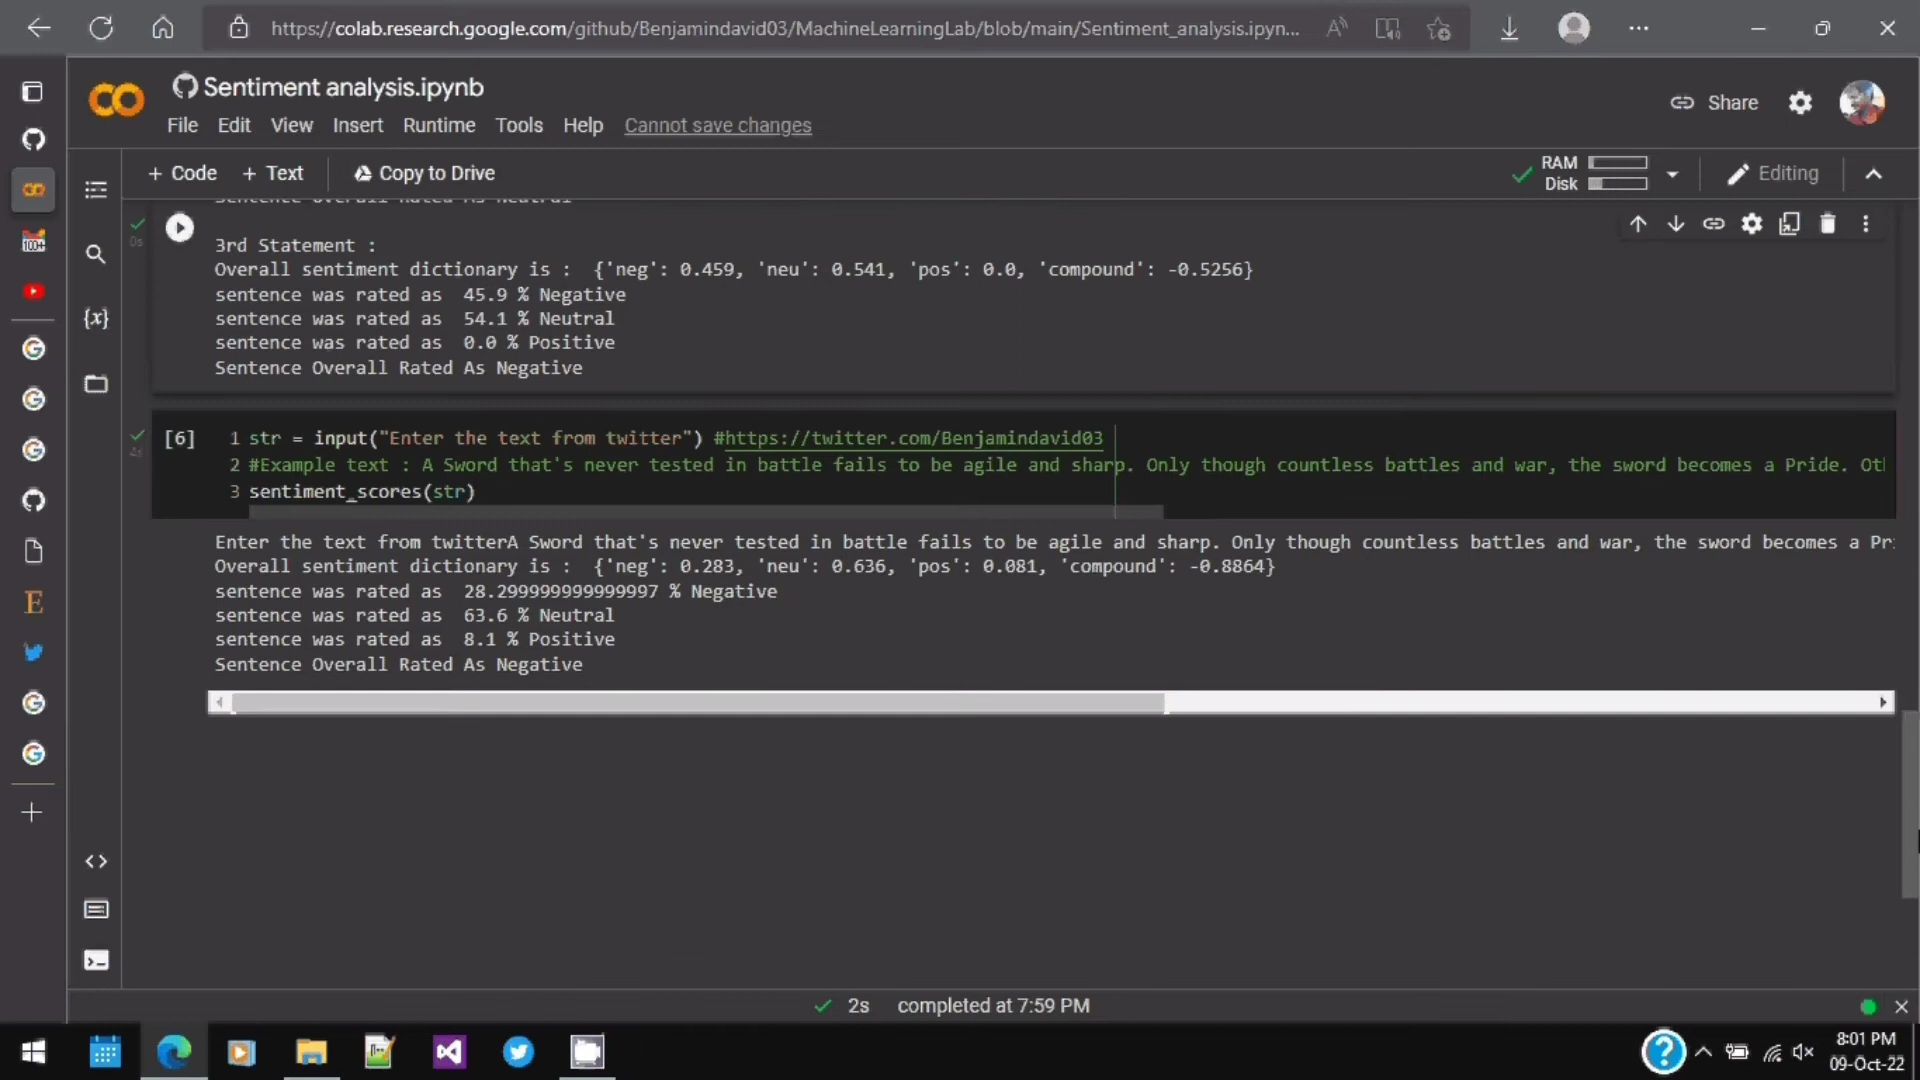 https://colab.research.google.com/github/Benjamindavid03/MachineLearningLab/blob/main/Sentiment_analysis.ipyn...
Sentiment analysis.ipynb
Share
File Edit View Insert Runtime Tools Help Cannot save changes
+ Code + Text Copy to Drive
RAM
Disk
Editing
Sentence Overall Rated As Neutral
0s
3rd Statement :
Overall sentiment dictionary is :  {'neg': 0.459, 'neu': 0.541, 'pos': 0.0, 'compound': -0.5256}
sentence was rated as  45.9 % Negative
sentence was rated as  54.1 % Neutral
sentence was rated as  0.0 % Positive
Sentence Overall Rated As Negative
[6]
1 str = input("Enter the text from twitter") #https://twitter.com/Benjamindavid03
2 #Example text : A Sword that's never tested in battle fails to be agile and sharp. Only though countless battles and war, the sword becomes a Pride.
3 sentiment_scores(str)
Enter the text from twitterA Sword that's never tested in battle fails to be agile and sharp. Only though countless battles and war, the sword becomes a
Overall sentiment dictionary is :  {'neg': 0.283, 'neu': 0.636, 'pos': 0.081, 'compound': -0.8864}
sentence was rated as  28.299999999999997 % Negative
sentence was rated as  63.6 % Neutral
sentence was rated as  8.1 % Positive
Sentence Overall Rated As Negative
2s completed at 7:59 PM
8:01 PM
09-Oct-22